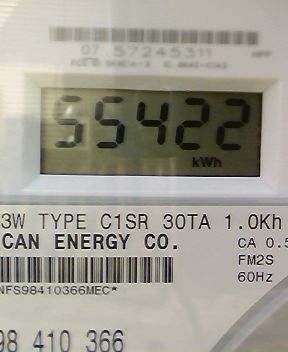 07 57245311
55422
kWh
3W TYPE C1SR 30TA 1.0Kh
CAN ENERGY CO.
CA 0.5
FM2S
60Hz
NFS98410366MEC*
98 410 366